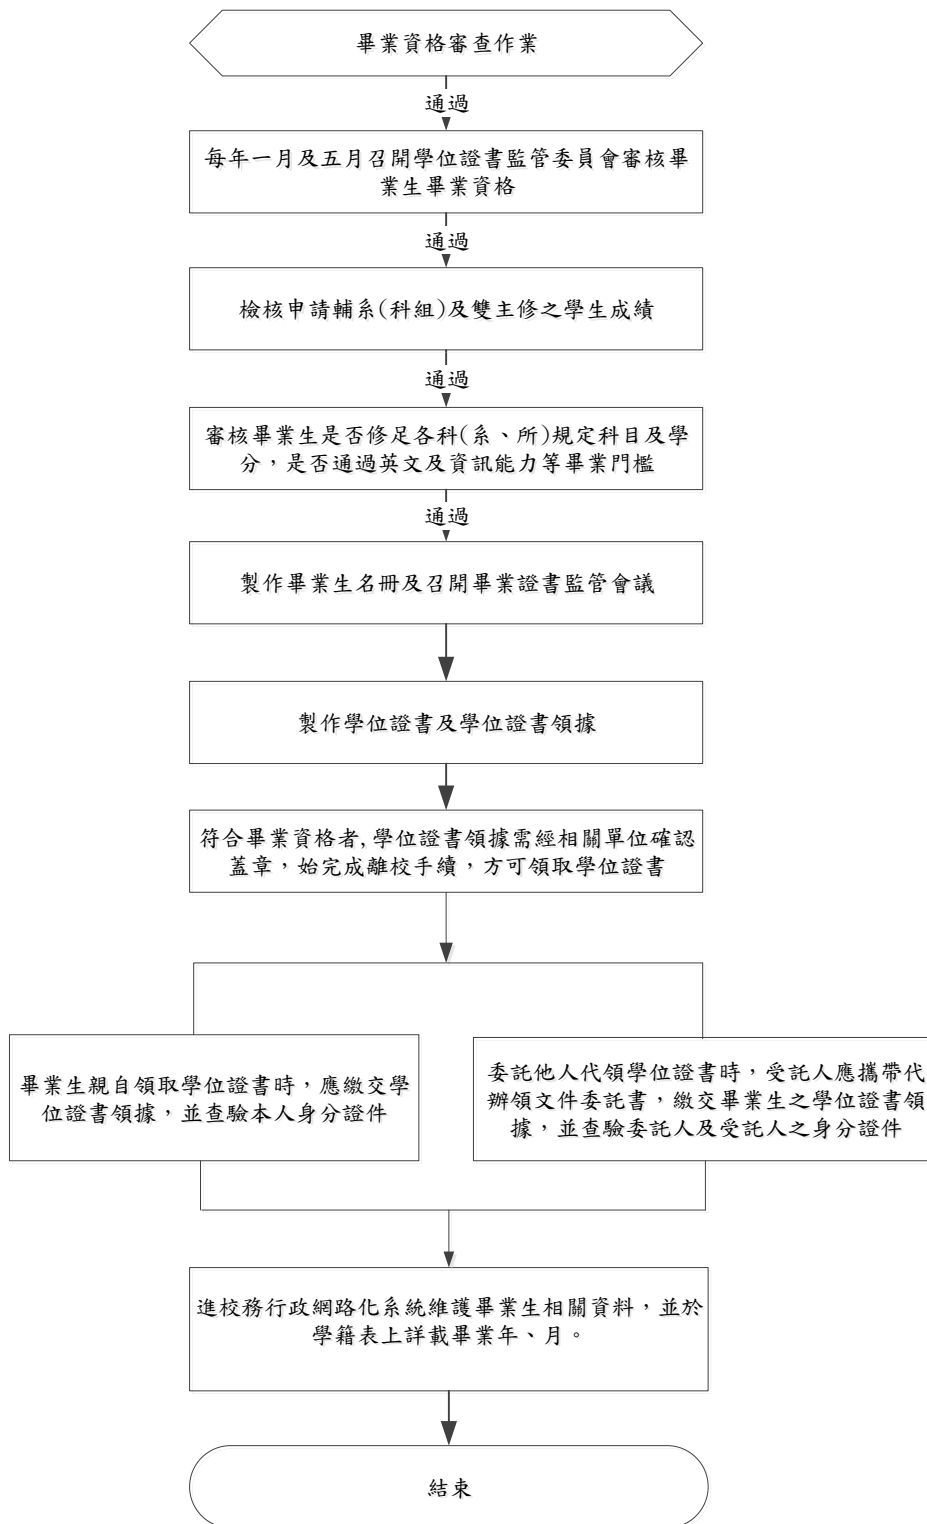 畢業資格審查作業
通過
每年一月及五月召開學位證書監管委員會審核畢
業生畢業資格
通過
檢核申請輔系(科組)及雙主修之學生成績
通過
審核畢業生是否修足各科(系、所)規定科目及學
分，是否通過英文及資訊能力等畢業門檻
通過
製作畢業生名冊及召開畢業證書監管會議
製作學位證書及學位證書領據
符合畢業資格者,學位證書領據需經相關單位確認
蓋章，始完成離校手續，方可領取學位證書
畢業生親自領取學位證書時，應繳交學
位證書領據，並查驗本人身分證件
委託他人代領學位證書時，受託人應攜帶代
辦領文件委託書，繳交畢業生之學位證書領
據，並查驗委託人及受託人之身分證件
進校務行政網路化系統維護畢業生相關資料，並於
學籍表上詳載畢業年、月。
結束